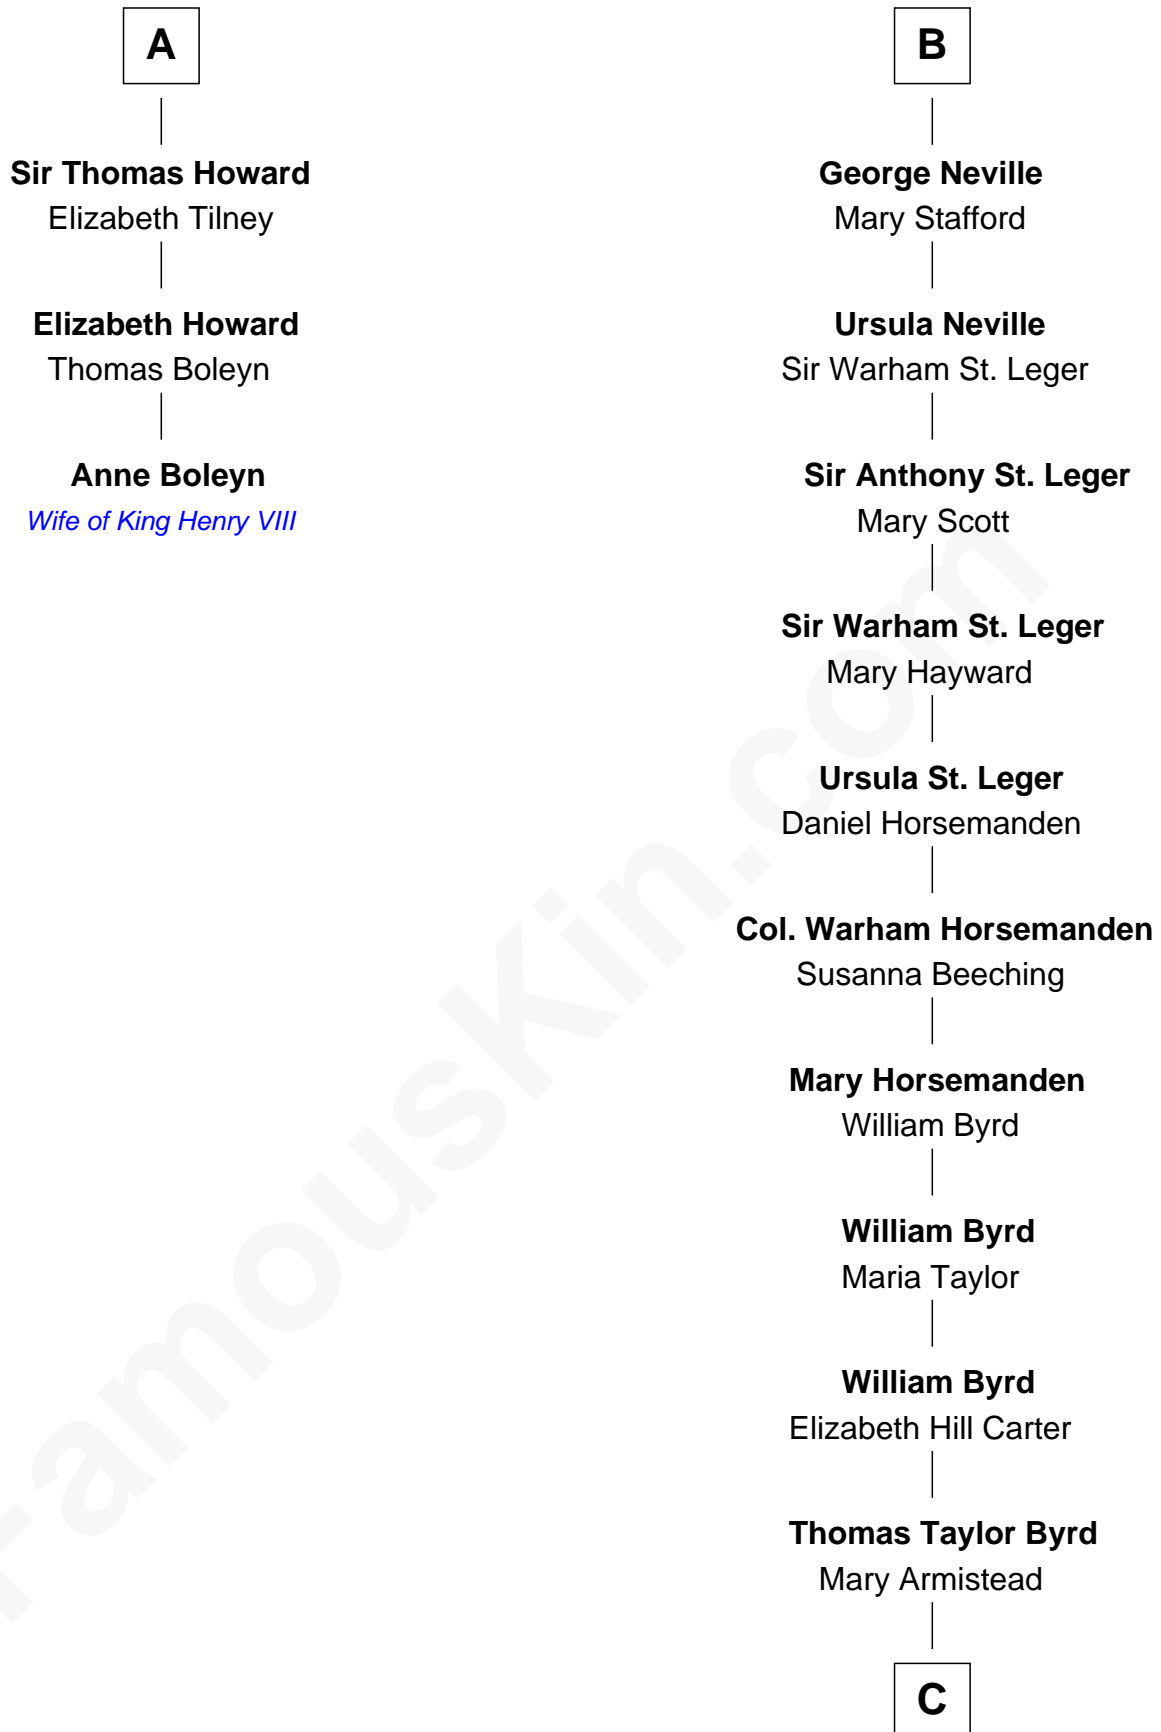 A
Sir Thomas Howard
Elizabeth Tilney
Elizabeth Howard
Thomas Boleyn
Anne Boleyn
Wife of King Henry VIII
B
George Neville
Mary Stafford
Ursula Neville
Sir Warham St. Leger
Sir Anthony St. Leger
Mary Scott
Sir Warham St. Leger
Mary Hayward
Ursula St. Leger
Daniel Horsemanden
Col. Warham Horsemanden
Susanna Beeching
Mary Horsemanden
William Byrd
William Byrd
Maria Taylor
William Byrd
Elizabeth Hill Carter
Thomas Taylor Byrd
Mary Armistead
C
FamousKin.com